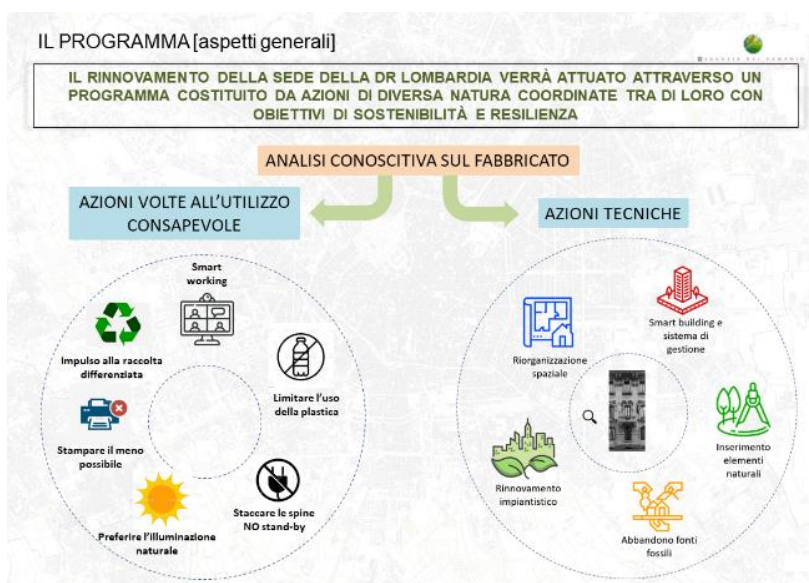 IL PROGRAMMA [aspetti generali]
AGENZIA DEL DEMANIO
IL RINNOVAMENTO DELLA SEDE DELLA DR LOMBARDIA VERRÀ ATTUATO ATTRAVERSO UN
PROGRAMMA COSTITUITO DA AZIONI DI DIVERSA NATURA COORDINATE TRA DI LORO CON
OBIETTIVI DI SOSTENIBILITÀ E RESILIENZA
ANALISI CONOSCITIVA SUL FABBRICATO
AZIONI VOLTE ALL'UTILIZZO
CONSAPEVOLE
Smart
working
Impulso alla raccolta
differenziata
Limitare l'uso
della plastica
Stampare il meno
possibile
Staccare le spine
NO stand-by
Preferire l'illuminazione
naturale
AZIONI TECNICHE
Smart building e
sistema di
gestione
Riorganizzazione
spaziale
Inserimento
elementi
naturali
Rinnovamento
impiantistico
Abbandono fonti
fossili